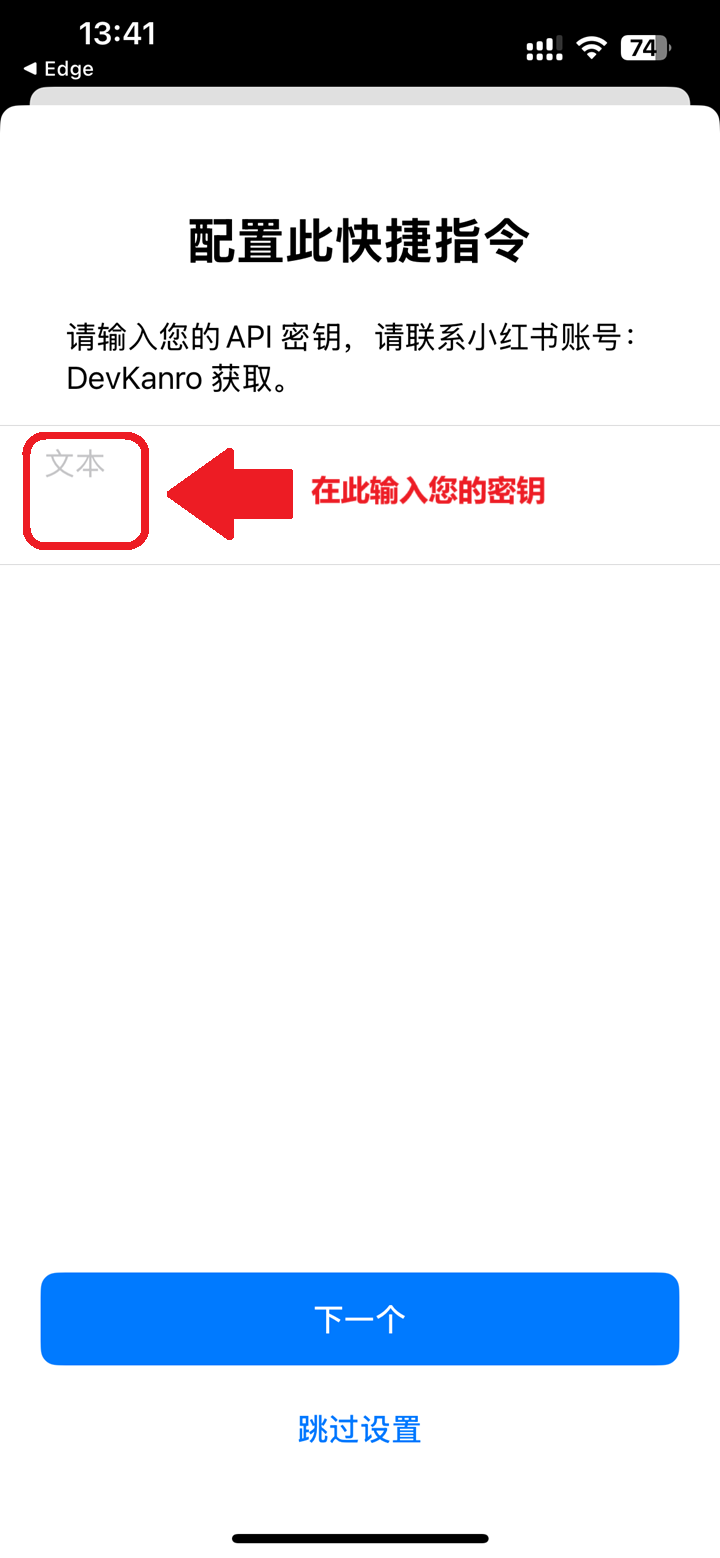 13:41
◀ Edge
74
配置此快捷指令
请输入您的 API 密钥，请联系小红书账号：
DevKanro 获取。
文本
在此输入您的密钥
下一个
跳过设置